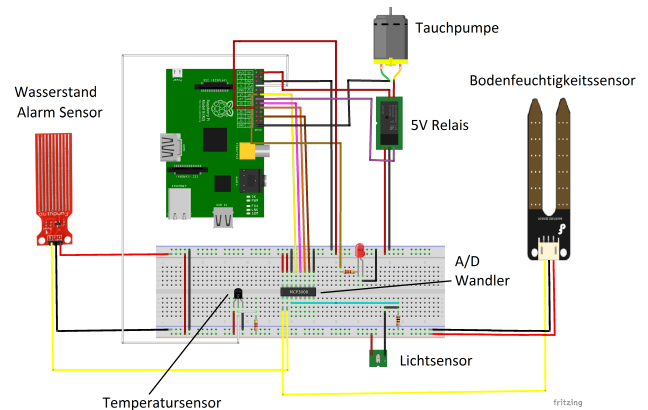 Tauchpumpe
Wasserstand
Alarm Sensor
Bodenfeuchtigkeitssensor
5V Relais
A/D
Wandler
MCP3008
Lichtsensor
Temperatursensor
fritzing